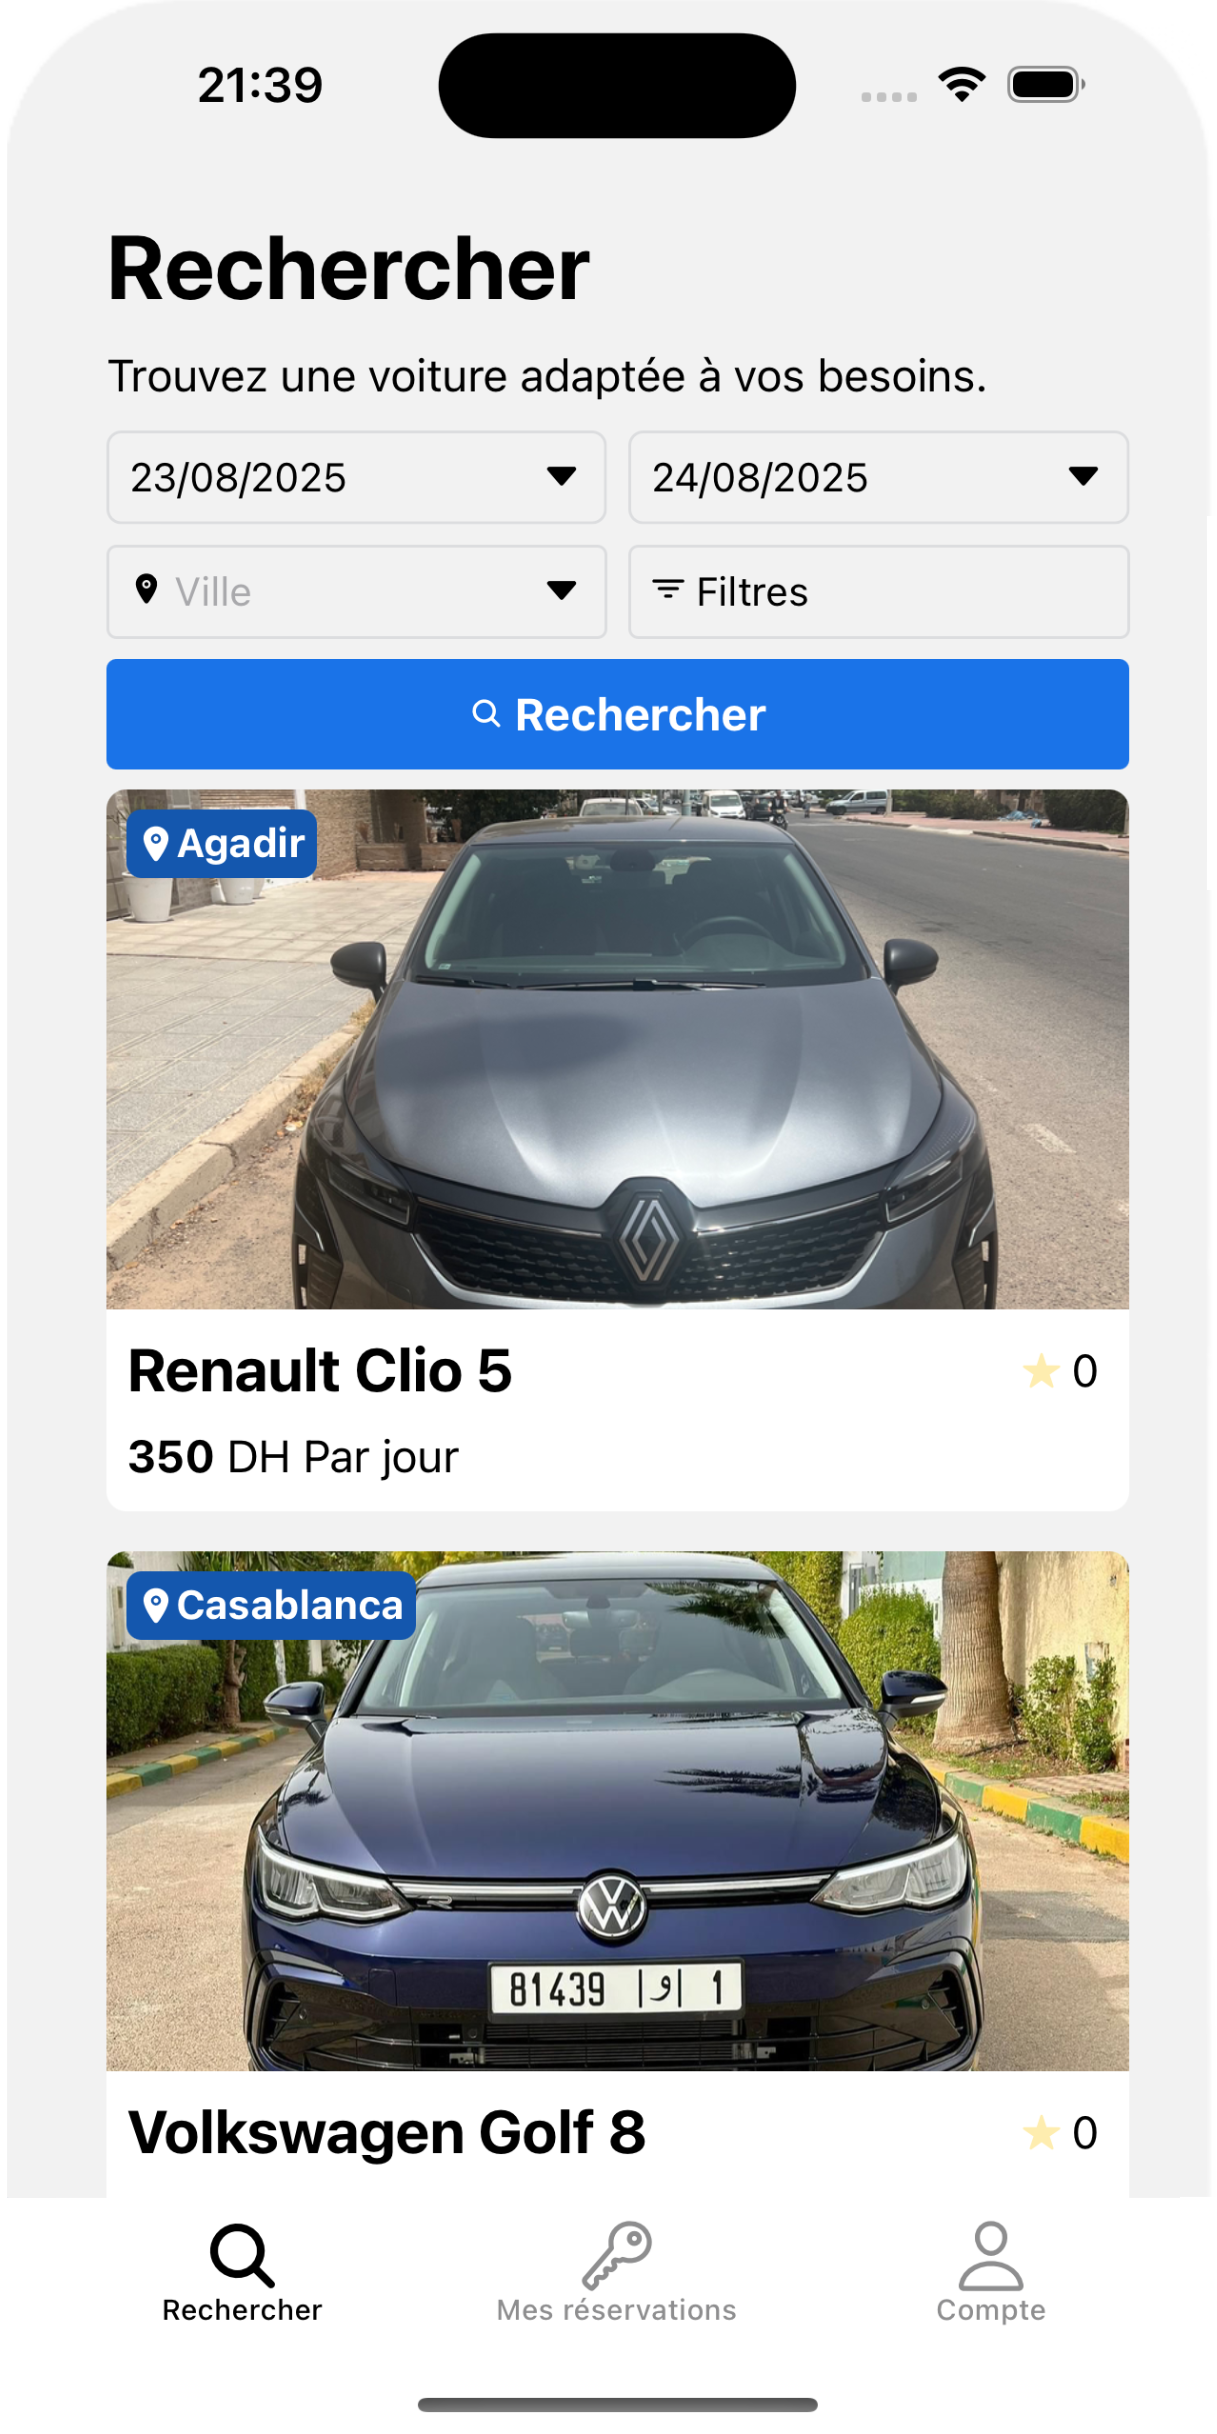 21:39
Rechercher
Trouvez une voiture adaptée à vos besoins.
23/08/2025
24/08/2025
Ville
Filtres
Rechercher
Agadir
Renault Clio 5
0
350 DH Par jour
Casablanca
81439 | و | 1
Volkswagen Golf 8
0
Rechercher
Mes réservations
Compte